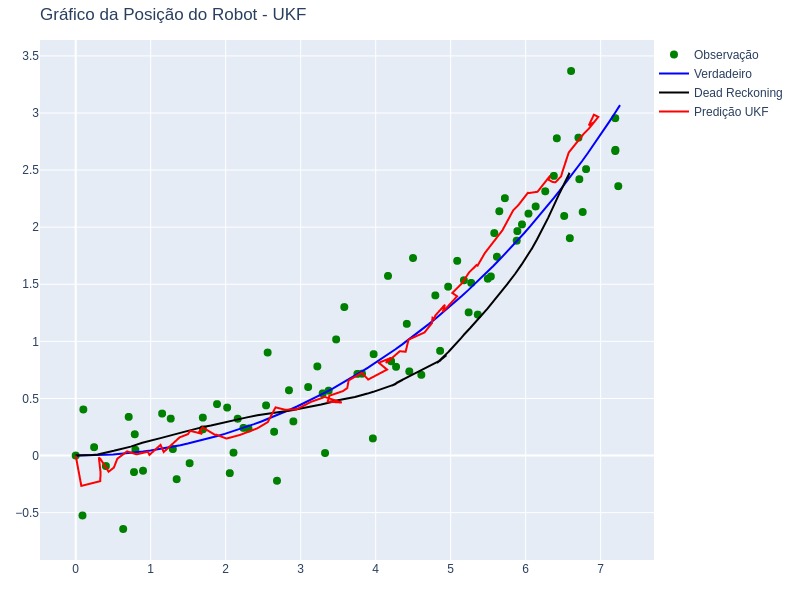 Gráfico da Posição do Robot - UKF
3.5
3
2.5
2
1.5
1
0.5
0
−0.5
0 1 2 3 4 5 6 7
Observação
Verdadeiro
Dead Reckoning
Predição UKF